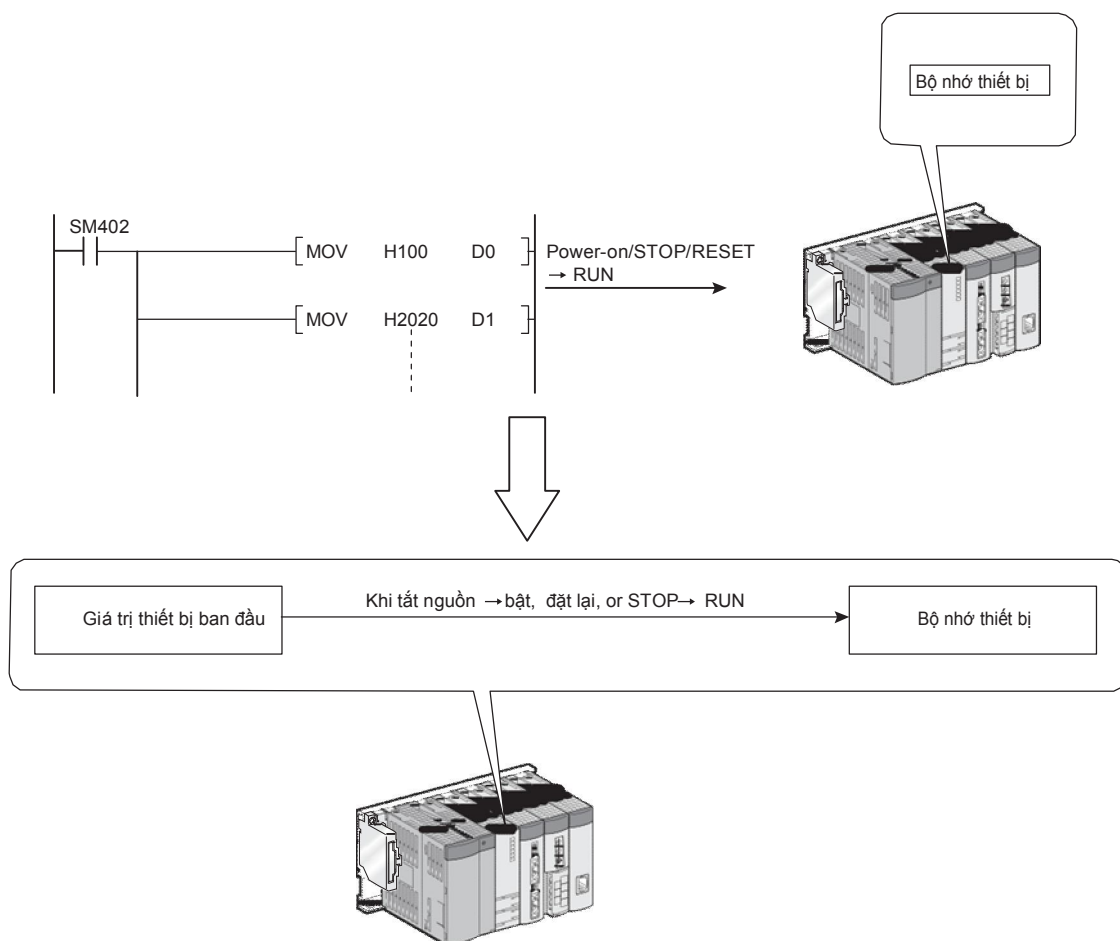 Bộ nhớ thiết bị
SM402
MOV H100 D0
Power-on/STOP/RESET
→ RUN
MOV H2020 D1
Khi tắt nguồn →bật, đặt lại, or STOP→ RUN
Giá trị thiết bị ban đầu
Bộ nhớ thiết bị